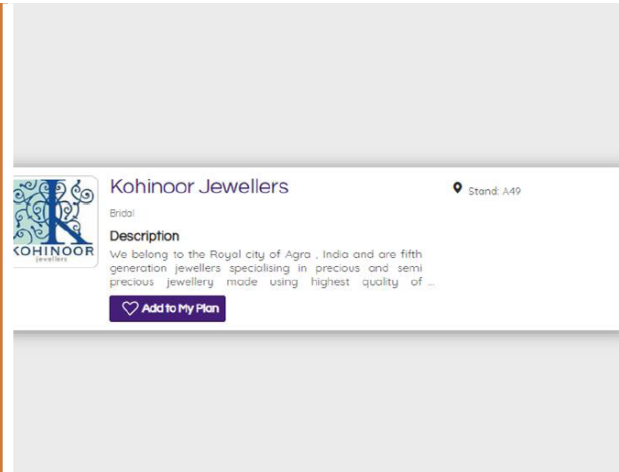 Kohinoor Jewellers
Stand: A49
Bridal
KOHINOOR
jewellers
Description
We belong to the Royal city of Agra , India and are fifth
generation jewellers specialising in precious and semi
precious jewellery made using highest quality of ...
Add to My Plan